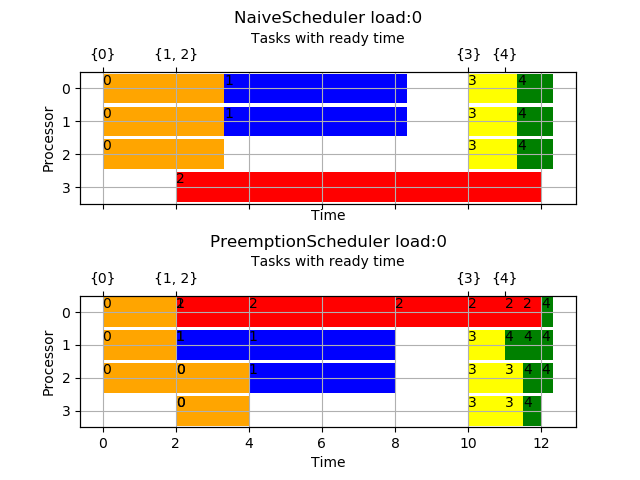 NaiveScheduler load:0
Tasks with ready time
{0} {1, 2} {3} {4}
0 0 1 3 4
1 0 1 3 4
2 0 3 4
3 2
Processor
Time
PreemptionScheduler load:0
Tasks with ready time
{0} {1, 2} {3} {4}
0 0 2 2 2 2 2 2 4
1 0 1 1 3 4 4 4
2 0 0 1 3 3 4 4
3 0 3 3 4
Processor
0 2 4 6 8 10 12
Time